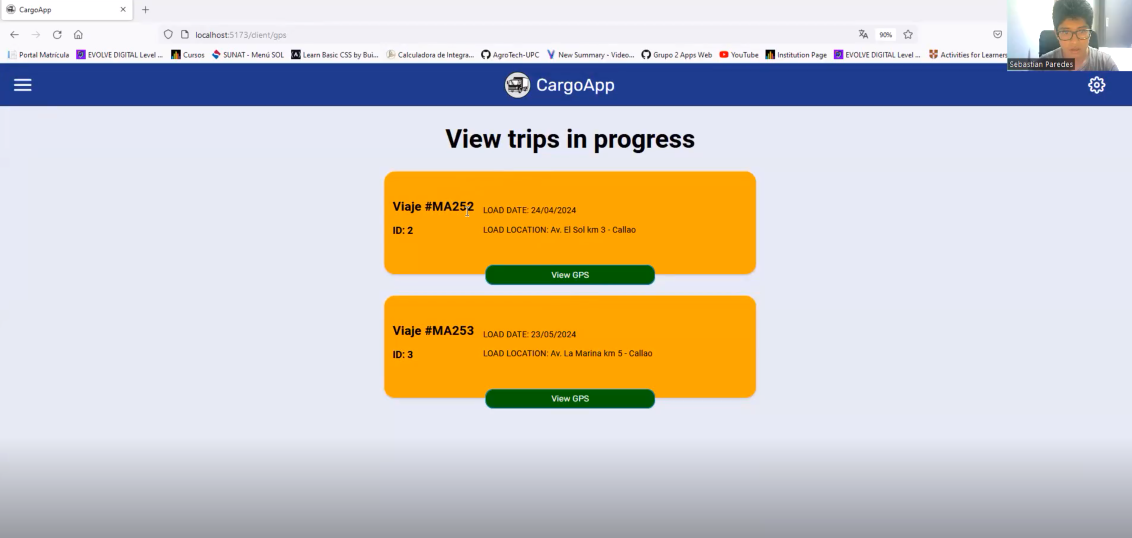 CargoApp
localhost:5173/client/gps
90%
Portal Matrícula
EVOLVE DIGITAL Level ...
Cursos
SUNAT - Menú SOL
Learn Basic CSS by Bui...
Calculadora de Integra...
AgroTech-UPC
New Summary - Video...
Grupo 2 Apps Web
YouTube
Institution Page
EVOLVE DIGITAL Level ...
Activities for Learners
Sebastian Paredes
CargoApp
View trips in progress
Viaje #MA252
LOAD DATE: 24/04/2024
ID: 2
LOAD LOCATION: Av. El Sol km 3 - Callao
View GPS
Viaje #MA253
LOAD DATE: 23/05/2024
ID: 3
LOAD LOCATION: Av. La Marina km 5 - Callao
View GPS